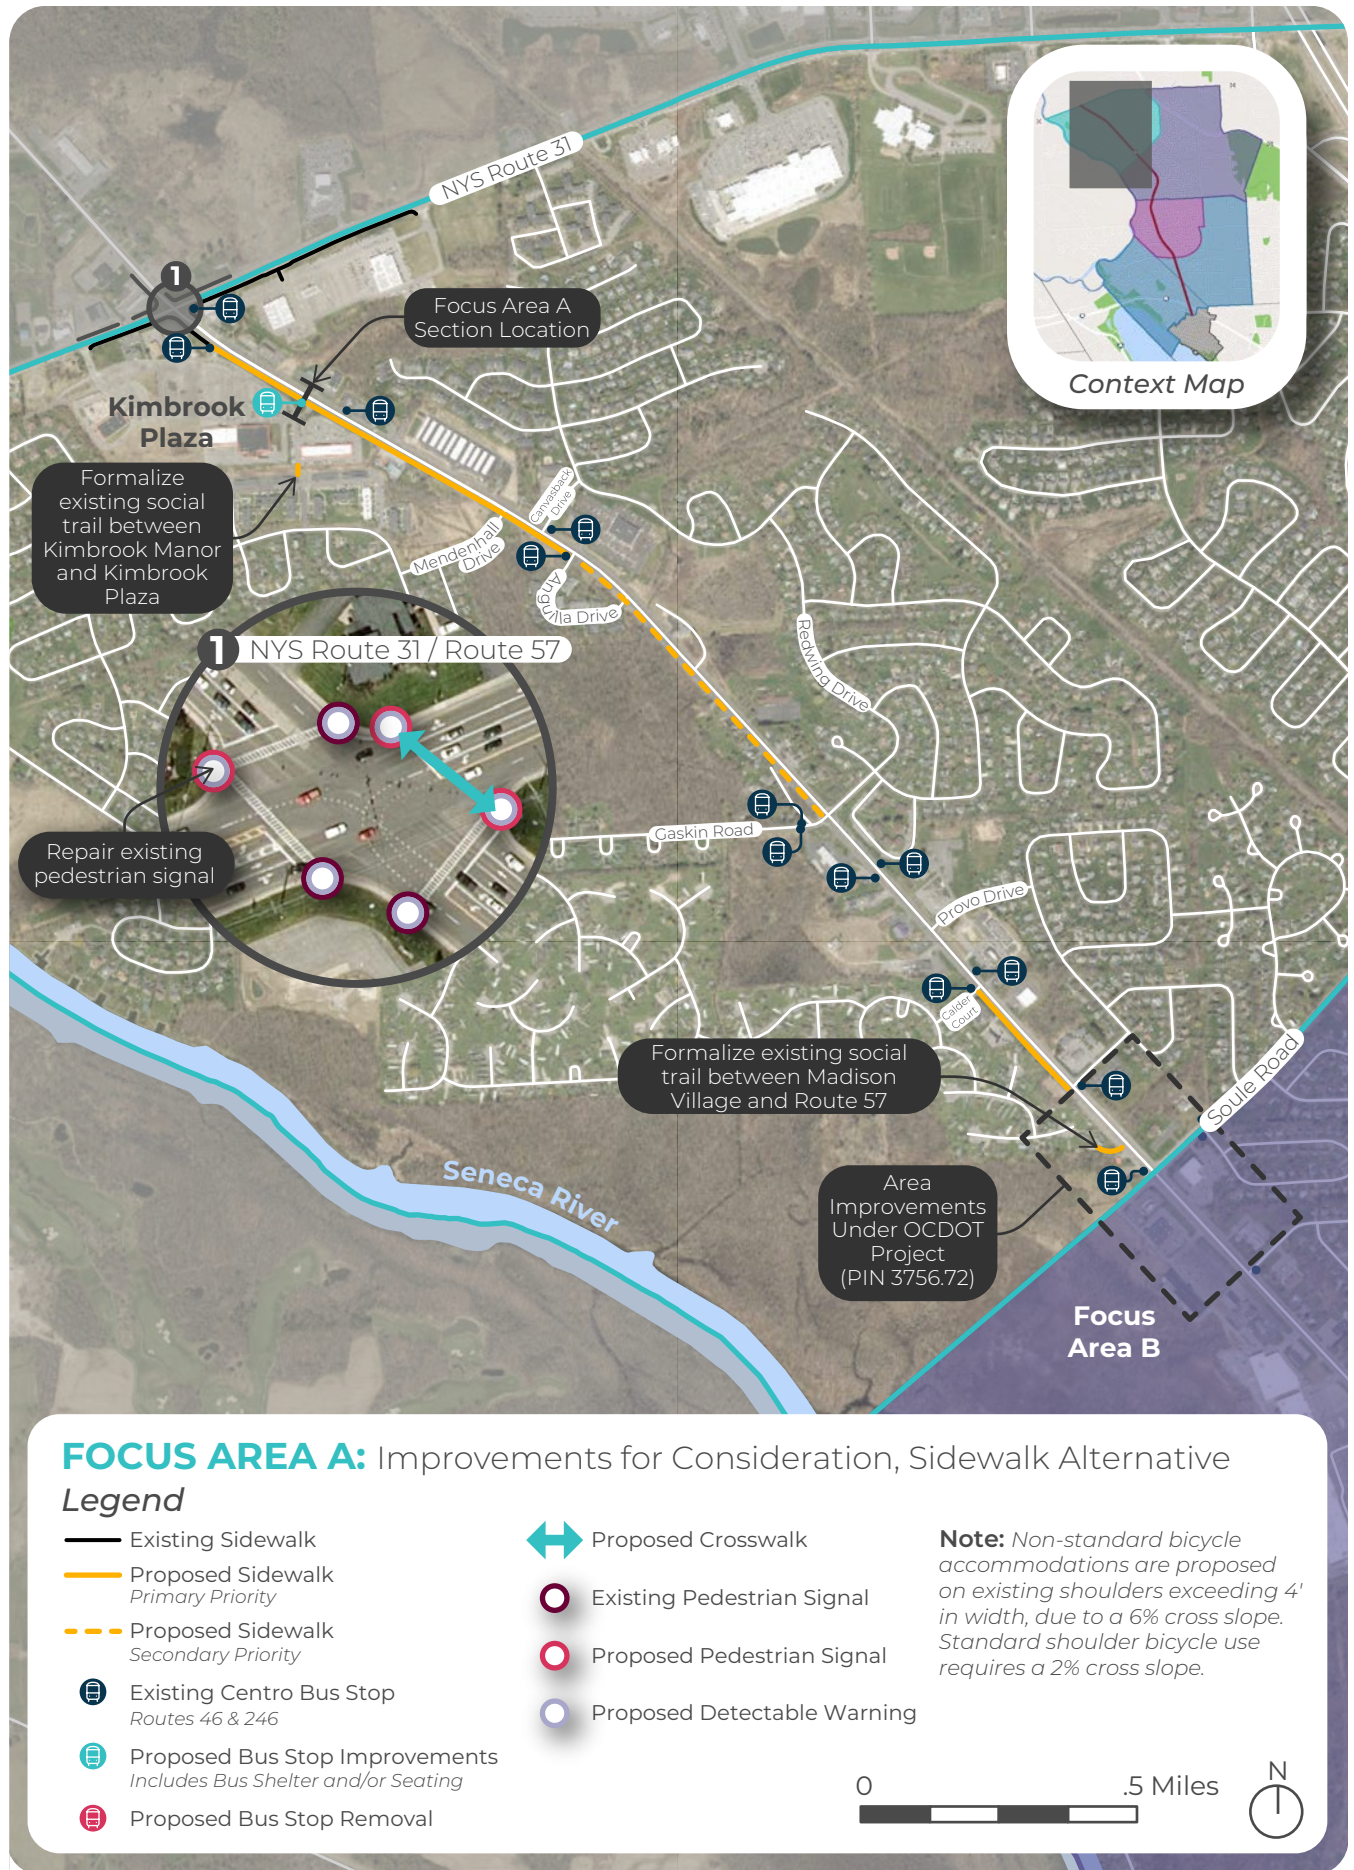 NYS Route 31
Context Map
1
Focus Area A
Section Location
Kimbrook
Plaza
Formalize
existing social
trail between
Kimbrook Manor
and Kimbrook
Plaza
Canvasback
Drive
Mendenhall
Drive
Anguilla Drive
1 NYS Route 31 / Route 57
Redwing Drive
Repair existing
pedestrian signal
Gaskin Road
Provo Drive
Calder
Court
Formalize existing social
trail between Madison
Village and Route 57
Soule Road
Seneca River
Area
Improvements
Under OCDOT
Project
(PIN 3756.72)
Focus
Area B
FOCUS AREA A: Improvements for Consideration, Sidewalk Alternative
Legend
Existing Sidewalk
Proposed Sidewalk
Primary Priority
Proposed Sidewalk
Secondary Priority
Existing Centro Bus Stop
Routes 46 & 246
Proposed Bus Stop Improvements
Includes Bus Shelter and/or Seating
Proposed Bus Stop Removal
Proposed Crosswalk
Existing Pedestrian Signal
Proposed Pedestrian Signal
Proposed Detectable Warning
Note: Non-standard bicycle
accommodations are proposed
on existing shoulders exceeding 4'
in width, due to a 6% cross slope.
Standard shoulder bicycle use
requires a 2% cross slope.
0 .5 Miles
N